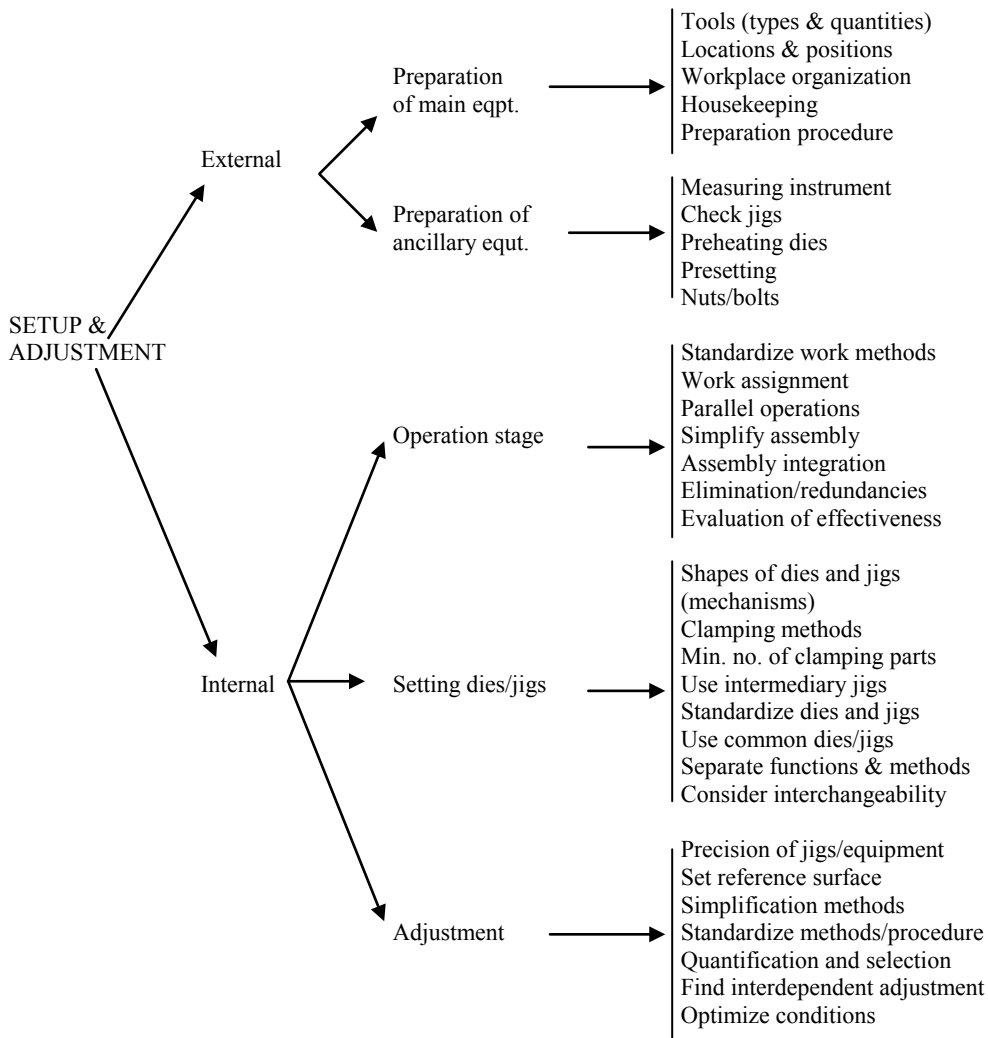 SETUP &
ADJUSTMENT
External
Preparation
of main eqpt.
Tools (types & quantities)
Locations & positions
Workplace organization
Housekeeping
Preparation procedure
Preparation of
ancillary equt.
Measuring instrument
Check jigs
Preheating dies
Presetting
Nuts/bolts
Internal
Operation stage
Standardize work methods
Work assignment
Parallel operations
Simplify assembly
Assembly integration
Elimination/redundancies
Evaluation of effectiveness
Setting dies/jigs
Shapes of dies and jigs
(mechanisms)
Clamping methods
Min. no. of clamping parts
Use intermediary jigs
Standardize dies and jigs
Use common dies/jigs
Separate functions & methods
Consider interchangeability
Adjustment
Precision of jigs/equipment
Set reference surface
Simplification methods
Standardize methods/procedure
Quantification and selection
Find interdependent adjustment
Optimize conditions